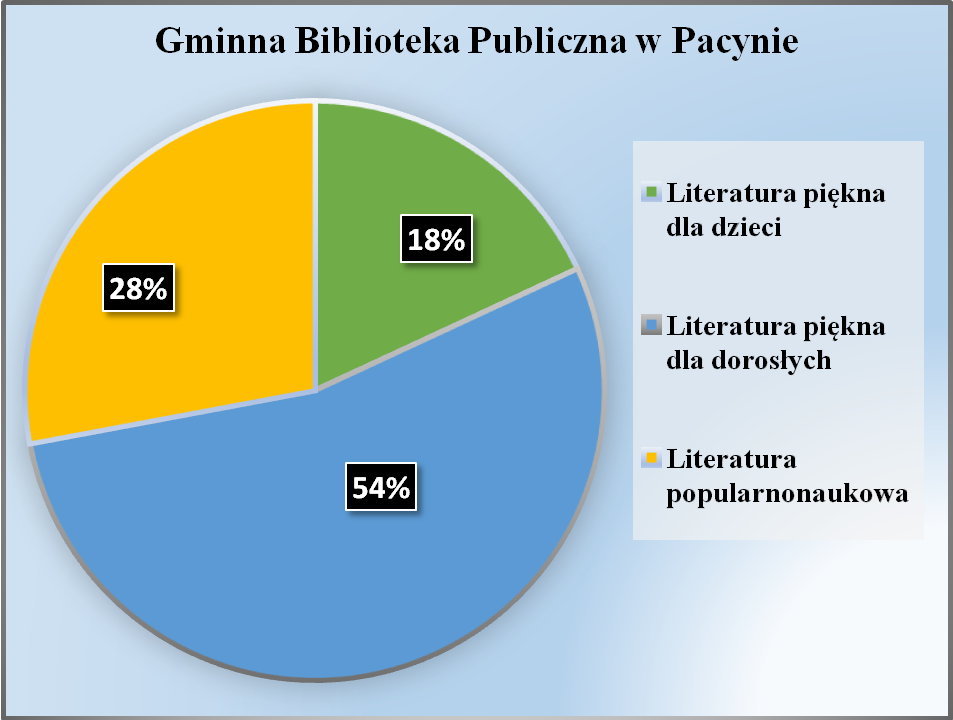 Gminna Biblioteka Publiczna w Pacynie
18%
28%
54%
Literatura piękna
dla dzieci
Literatura piękna
dla dorosłych
Literatura
popularnonaukowa